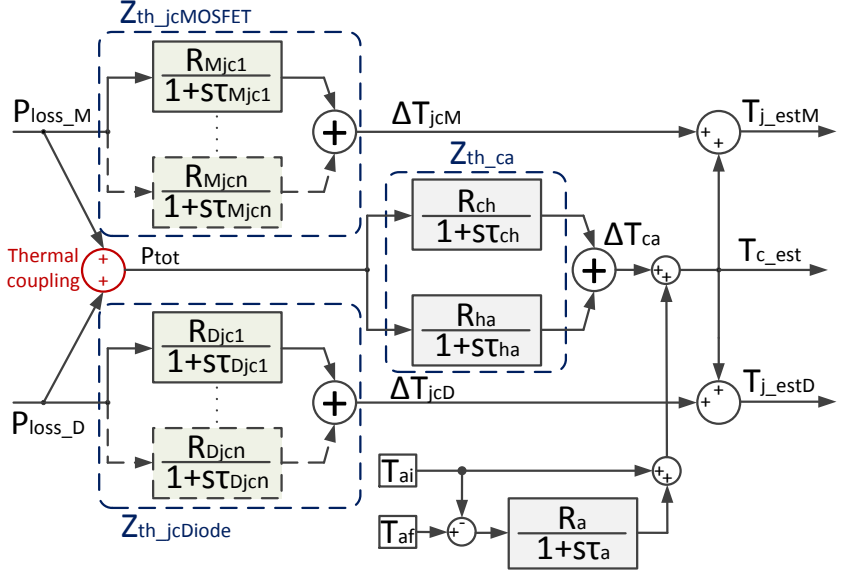 Z_th_jcMOSFET
R_Mjc1
1+sτ_Mjc1
P_loss_M
+
ΔT_jcM
+
+
T_j_estM
R_Mjcn
1+sτ_Mjcn
Z_th_ca
R_ch
1+sτ_ch
Thermal
coupling
+
+
P_tot
+
ΔT_ca
+
+
T_c_est
R_ha
1+sτ_ha
R_Djc1
1+sτ_Djc1
P_loss_D
+
ΔT_jcD
+
+
T_j_estD
R_Djcn
1+sτ_Djcn
T_ai
+
+
Z_th_jcDiode
T_af
+
-
R_a
1+sτ_a